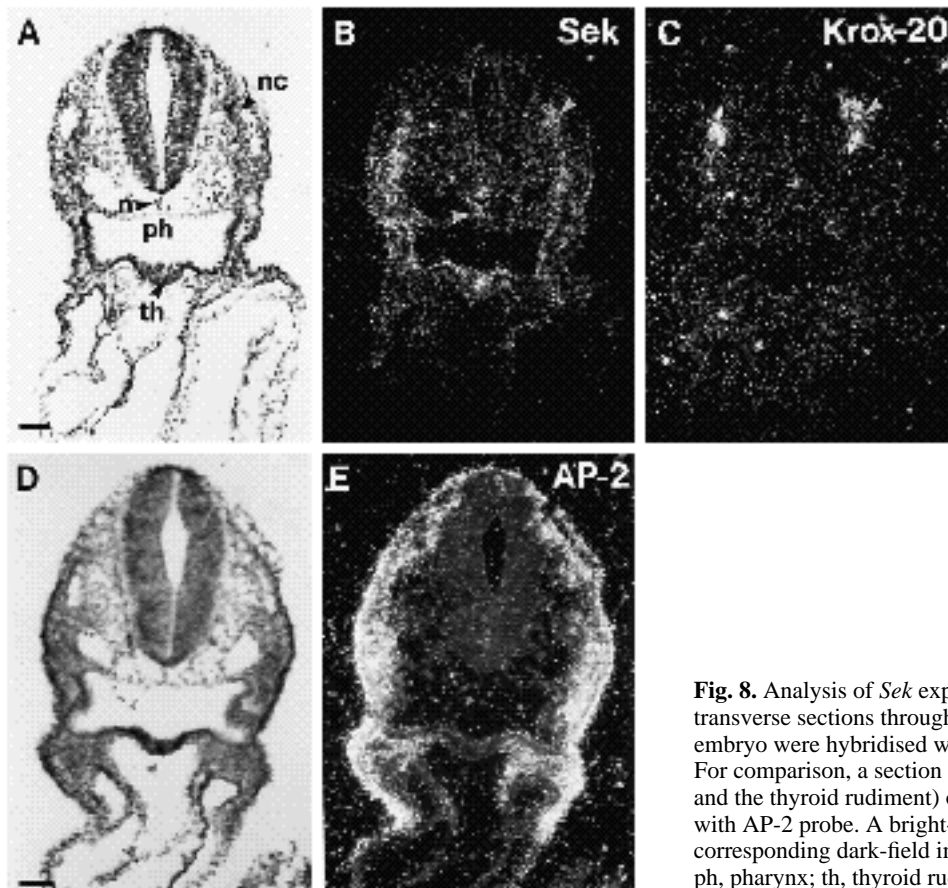 A
B
Sek
C
Krox-20
nc
n
ph
th
D
E
AP-2
Fig. 8. Analysis of Sek exp
transverse sections through
embryo were hybridised w
For comparison, a section
and the thyroid rudiment) c
with AP-2 probe. A bright-
corresponding dark-field in
ph, pharynx; th, thyroid ru